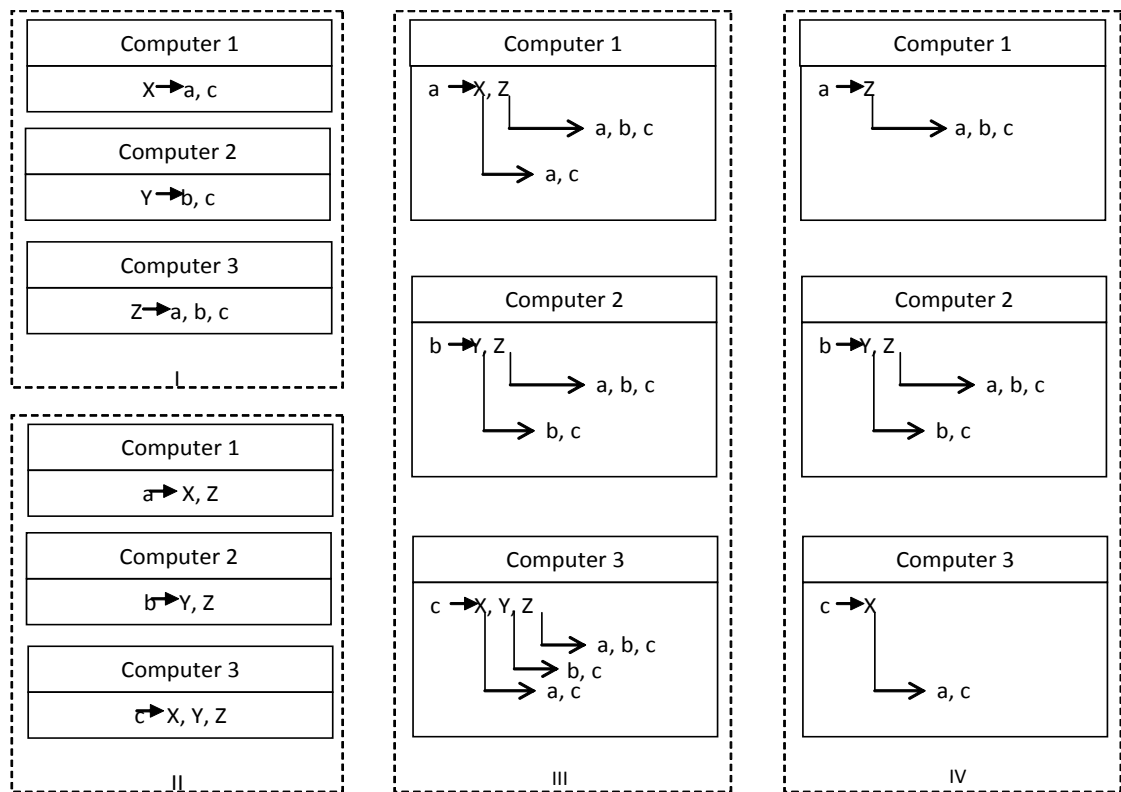 Computer 1
X a, c
Computer 2
Y b, c
Computer 3
Z a, b, c
I
Computer 1
a X, Z
Computer 2
b Y, Z
Computer 3
c X, Y, Z
II
Computer 1
a X, Z
a, b, c
a, c
Computer 2
b Y, Z
a, b, c
b, c
Computer 3
c X, Y, Z
a, b, c
b, c
a, c
III
Computer 1
a Z
a, b, c
Computer 2
b Y, Z
a, b, c
b, c
Computer 3
c X
a, c
IV